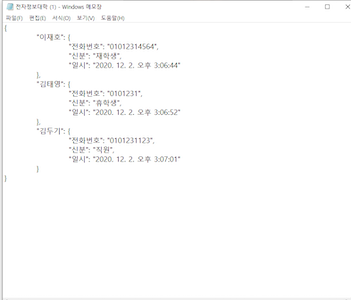 전자정보대학 (1) - Windows 메모장
파일(F) 편집(E) 서식(O) 보기(V) 도움말(H)
{
"이재호": {
"전화번호": "01012314564",
"신분": "재학생",
"일시": "2020. 12. 2. 오후 3:06:44"
},
"김태영": {
"전화번호": "0101231",
"신분": "휴학생",
"일시": "2020. 12. 2. 오후 3:06:52"
},
"김두기": {
"전화번호": "0101231123",
"신분": "직원",
"일시": "2020. 12. 2. 오후 3:07:01"
}
}